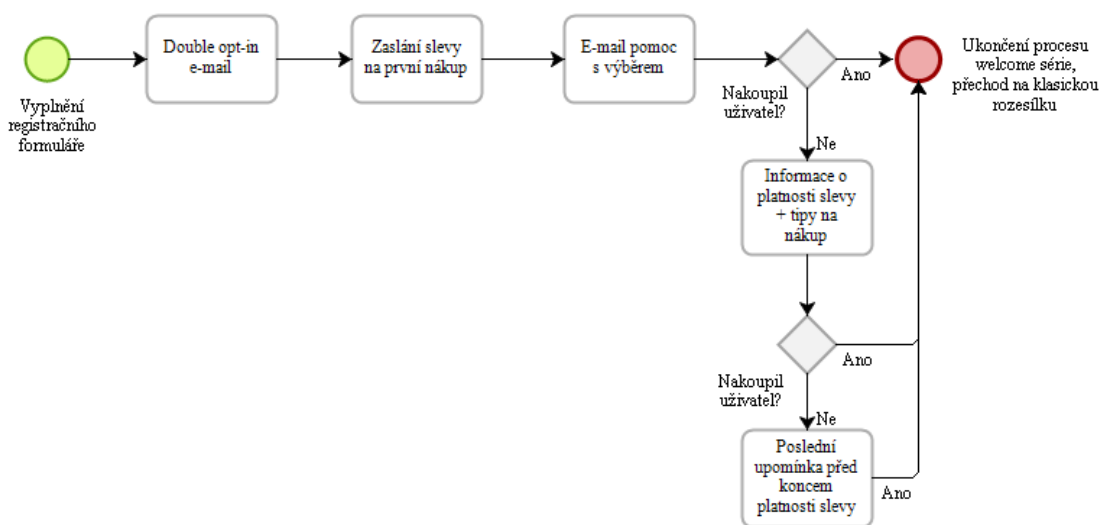 Vyplnění
registračního
formuláře
Double opt-in
e-mail
Zaslání slevy
na první nákup
E-mail pomoc
s výběrem
Nakoupil
uživatel?
Ano
Ukončení procesu
welcome série,
přechod na klasickou
rozesílku
Ne
Informace o
platnosti slevy
+ tipy na
nákup
Nakoupil
uživatel?
Ano
Ne
Poslední
upomínka před
koncem
platnosti slevy
Ano